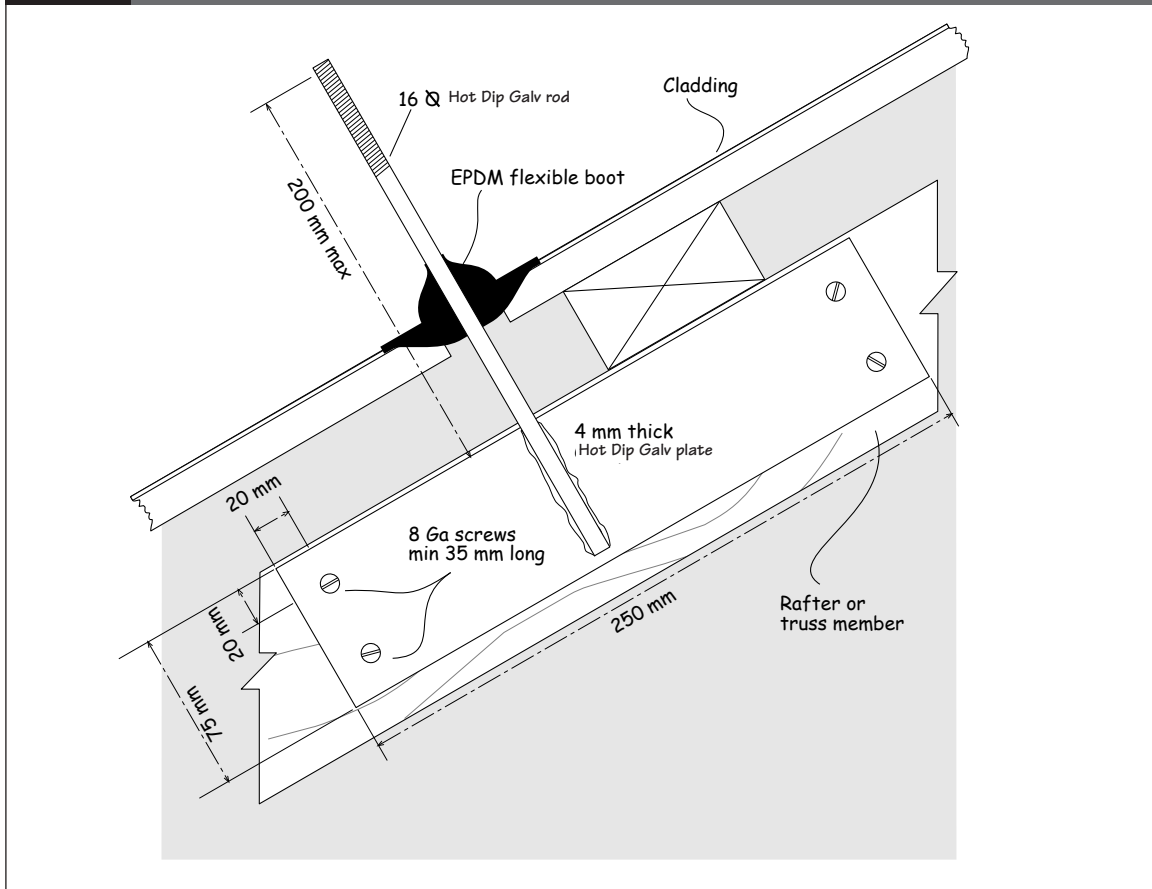 16 Ø Hot Dip Galv rod
Cladding
EPDM flexible boot
200 mm max
4 mm thick
Hot Dip Galv plate
20 mm
8 Ga screws
min 35 mm long
20 mm
250 mm
Rafter or
truss member
75 mm